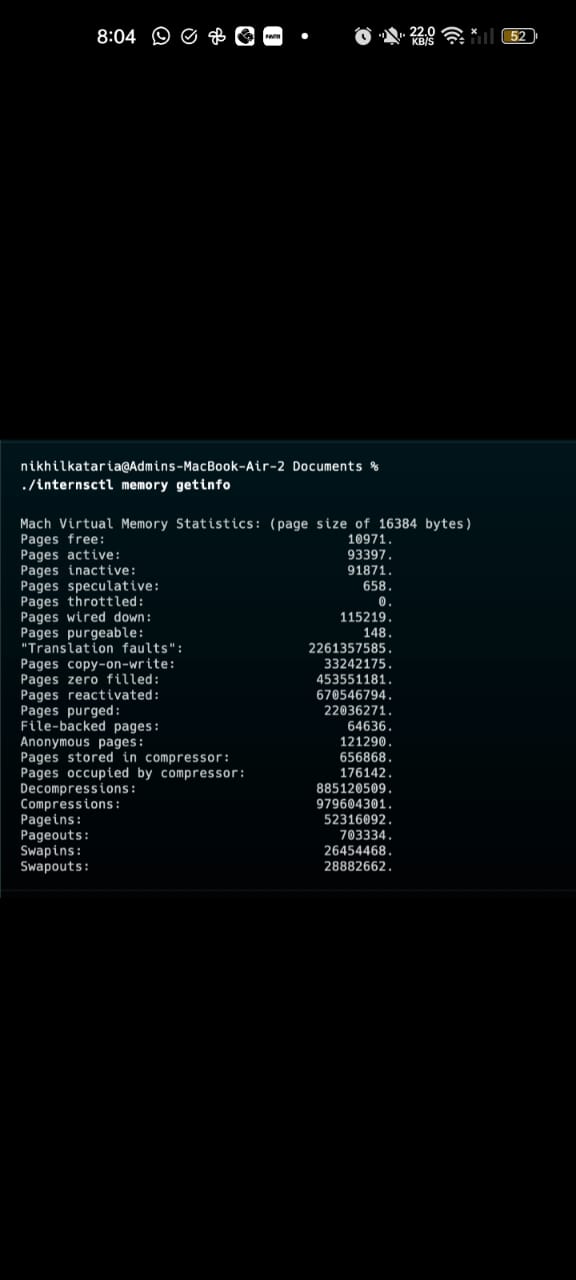 8:04
22.0
KB/S
52
nikhilkataria@Admins-MacBook-Air-2 Documents %
./internsctl memory getinfo
Mach Virtual Memory Statistics: (page size of 16384 bytes)
Pages free: 10971.
Pages active: 93397.
Pages inactive: 91871.
Pages speculative: 658.
Pages throttled: 0.
Pages wired down: 115219.
Pages purgeable: 148.
"Translation faults": 2261357585.
Pages copy-on-write: 33242175.
Pages zero filled: 453551181.
Pages reactivated: 670546794.
Pages purged: 22036271.
File-backed pages: 64636.
Anonymous pages: 121290.
Pages stored in compressor: 656868.
Pages occupied by compressor: 176142.
Decompressions: 885120509.
Compressions: 979604301.
Pageins: 52316092.
Pageouts: 703334.
Swapins: 26454468.
Swapouts: 28882662.